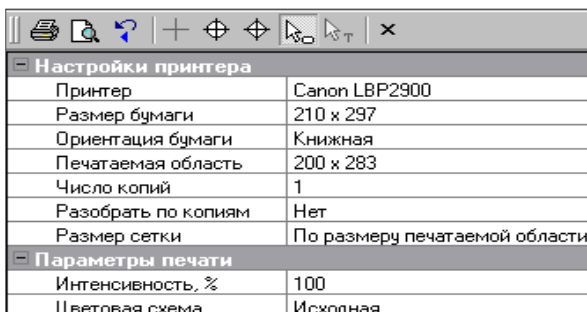 Настройки принтера
Принтер Canon LBP2900
Размер бумаги 210 x 297
Ориентация бумаги Книжная
Печатаемая область 200 x 283
Число копий 1
Разобрать по копиям Нет
Размер сетки По размеру печатаемой области
Параметры печати
Интенсивность, % 100
Цветовая схема Исходная